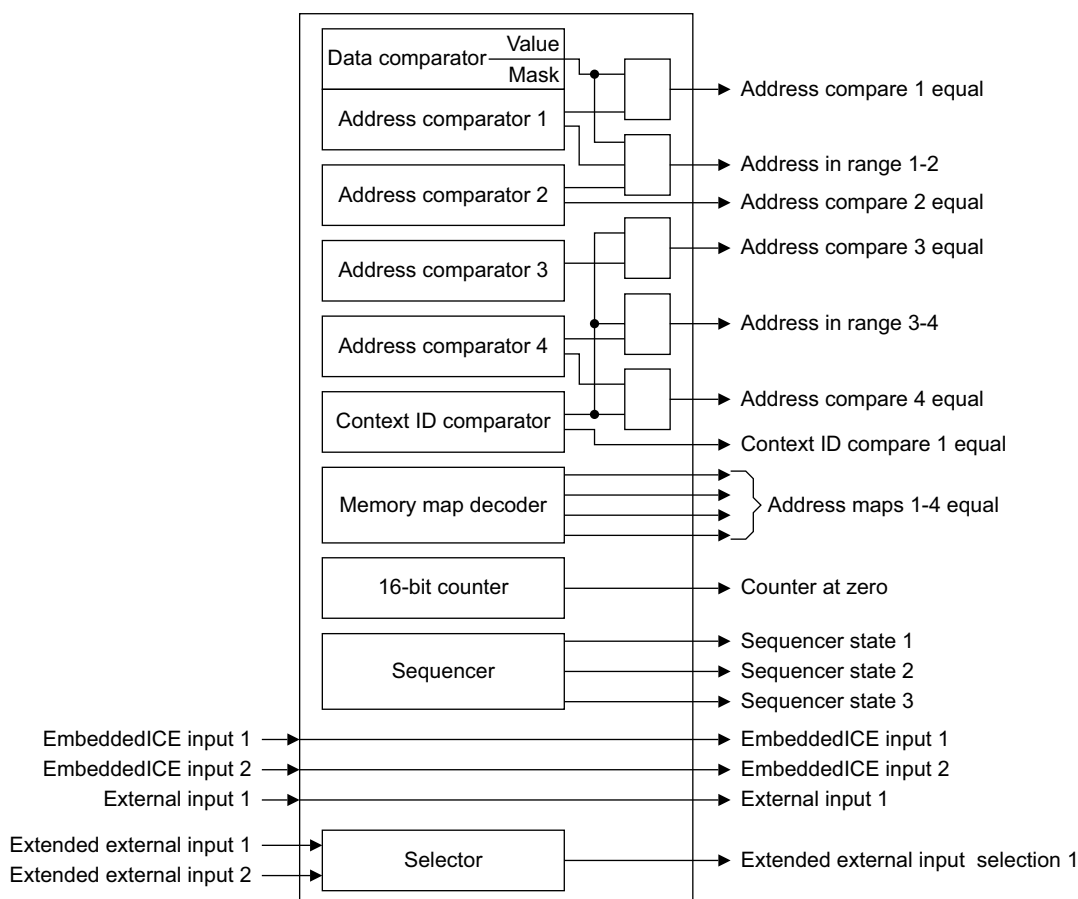 Value
Data comparator
Mask
Address compare 1 equal
Address comparator 1
Address in range 1-2
Address comparator 2
Address compare 2 equal
Address compare 3 equal
Address comparator 3
Address in range 3-4
Address comparator 4
Address compare 4 equal
Context ID comparator
Context ID compare 1 equal
Memory map decoder
Address maps 1-4 equal
16-bit counter
Counter at zero
Sequencer state 1
Sequencer
Sequencer state 2
Sequencer state 3
EmbeddedICE input 1
EmbeddedICE input 1
EmbeddedICE input 2
EmbeddedICE input 2
External input 1
External input 1
Extended external input 1
Selector
Extended external input selection 1
Extended external input 2